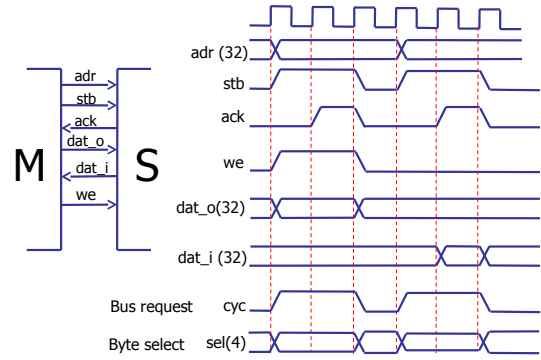 adr
stb
ack
dat_o
dat_i
we
M
S
adr (32)
stb
ack
we
dat_o(32)
dat_i (32)
Bus request cyc
Byte select sel(4)